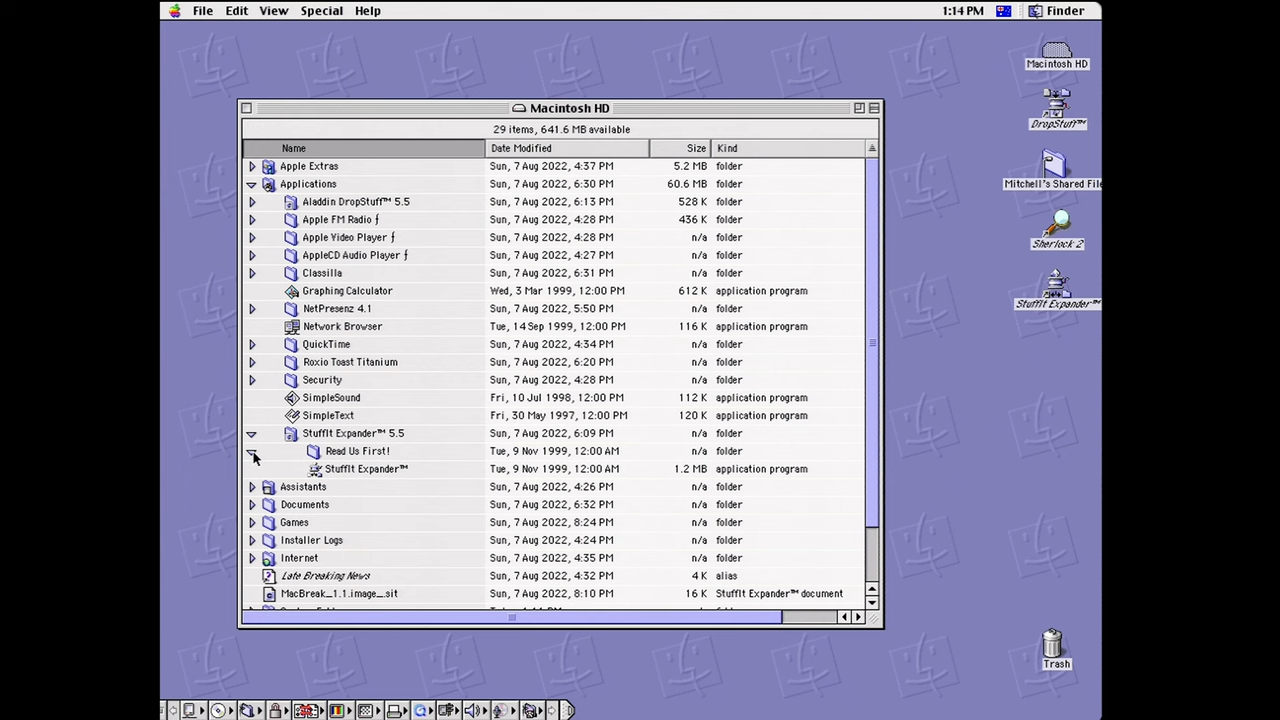 File Edit View Special Help 1:14 PM Finder
Macintosh HD
29 items, 641.6 MB available
Name Date Modified Size Kind
Apple Extras Sun, 7 Aug 2022, 4:37 PM 5.2 MB folder
Applications Sun, 7 Aug 2022, 6:30 PM 60.6 MB folder
Aladdin DropStuff™ 5.5 Sun, 7 Aug 2022, 6:13 PM 528 K folder
Apple FM Radio ƒ Sun, 7 Aug 2022, 4:28 PM 436 K folder
Apple Video Player ƒ Sun, 7 Aug 2022, 4:28 PM n/a folder
AppleCD Audio Player ƒ Sun, 7 Aug 2022, 4:27 PM n/a folder
Classilla Sun, 7 Aug 2022, 6:31 PM n/a folder
Graphing Calculator Wed, 3 Mar 1999, 12:00 PM 612 K application program
NetPresenz 4.1 Sun, 7 Aug 2022, 5:50 PM n/a folder
Network Browser Tue, 14 Sep 1999, 12:00 PM 116 K application program
QuickTime Sun, 7 Aug 2022, 4:34 PM n/a folder
Roxio Toast Titanium Sun, 7 Aug 2022, 6:20 PM n/a folder
Security Sun, 7 Aug 2022, 4:28 PM n/a folder
SimpleSound Fri, 10 Jul 1998, 12:00 PM 112 K application program
SimpleText Fri, 30 May 1997, 12:00 PM 120 K application program
StuffIt Expander™ 5.5 Sun, 7 Aug 2022, 6:09 PM n/a folder
Read Us First! Tue, 9 Nov 1999, 12:00 AM n/a folder
StuffIt Expander™ Tue, 9 Nov 1999, 12:00 AM 1.2 MB application program
Assistants Sun, 7 Aug 2022, 4:26 PM n/a folder
Documents Sun, 7 Aug 2022, 6:32 PM n/a folder
Games Sun, 7 Aug 2022, 8:24 PM n/a folder
Installer Logs Sun, 7 Aug 2022, 4:24 PM n/a folder
Internet Sun, 7 Aug 2022, 4:35 PM n/a folder
Late Breaking News Sun, 7 Aug 2022, 4:32 PM 4 K alias
MacBreak_1.1.image_.sit Sun, 7 Aug 2022, 8:10 PM 16 K StuffIt Expander™ document
Macintosh HD
DropStuff™
Mitchell's Shared File
Sherlock 2
StuffIt Expander™
Trash